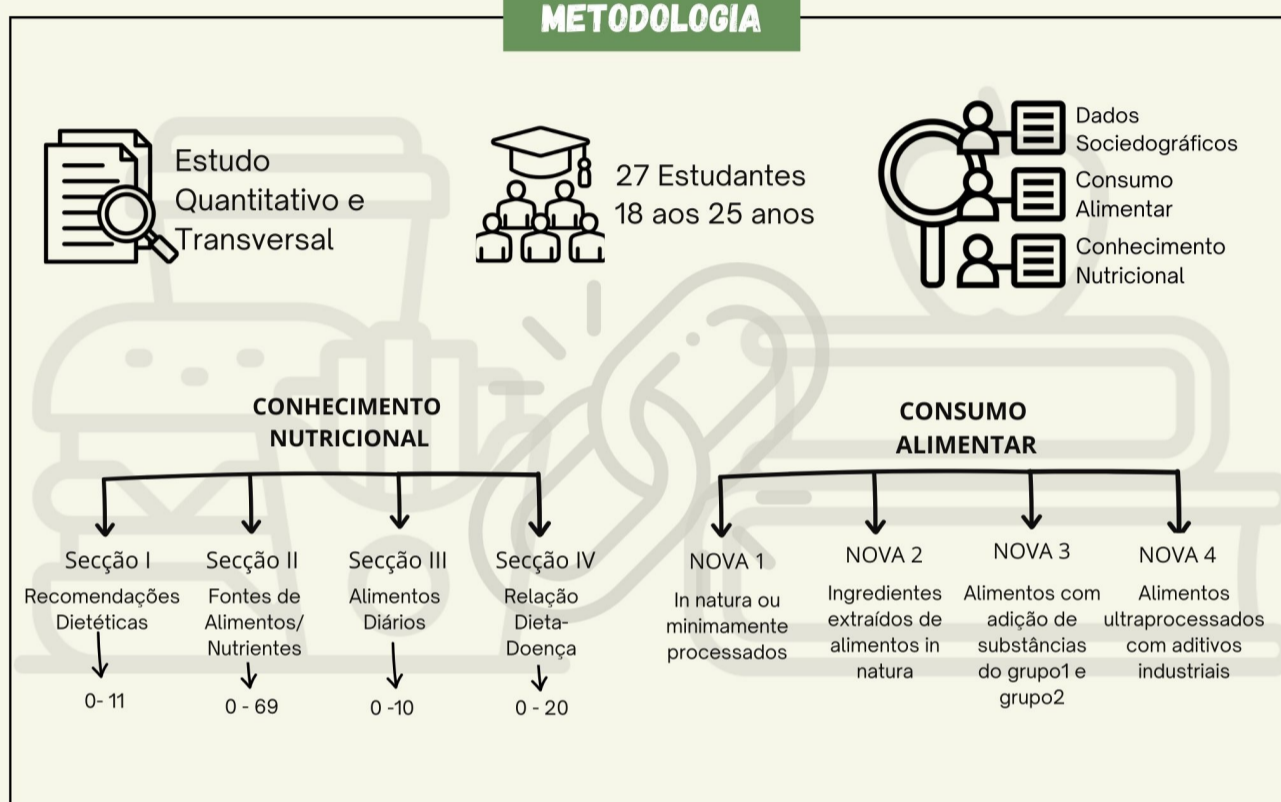 METODOLOGIA
Estudo
Quantitativo e
Transversal
27 Estudantes
18 aos 25 anos
Dados
Sociedográficos
Consumo
Alimentar
Conhecimento
Nutricional
CONHECIMENTO
NUTRICIONAL
Secção I
Recomendações
Dietéticas
0- 11
Secção II
Fontes de
Alimentos/
Nutrientes
0 - 69
Secção III
Alimentos
Diários
0 -10
Secção IV
Relação
Dieta-
Doença
0 - 20
CONSUMO
ALIMENTAR
NOVA 1
In natura ou
minimamente
processados
NOVA 2
Ingredientes
extraídos de
alimentos in
natura
NOVA 3
Alimentos com
adição de
substâncias
do grupo1 e
grupo2
NOVA 4
Alimentos
ultraprocessados
com aditivos
industriais